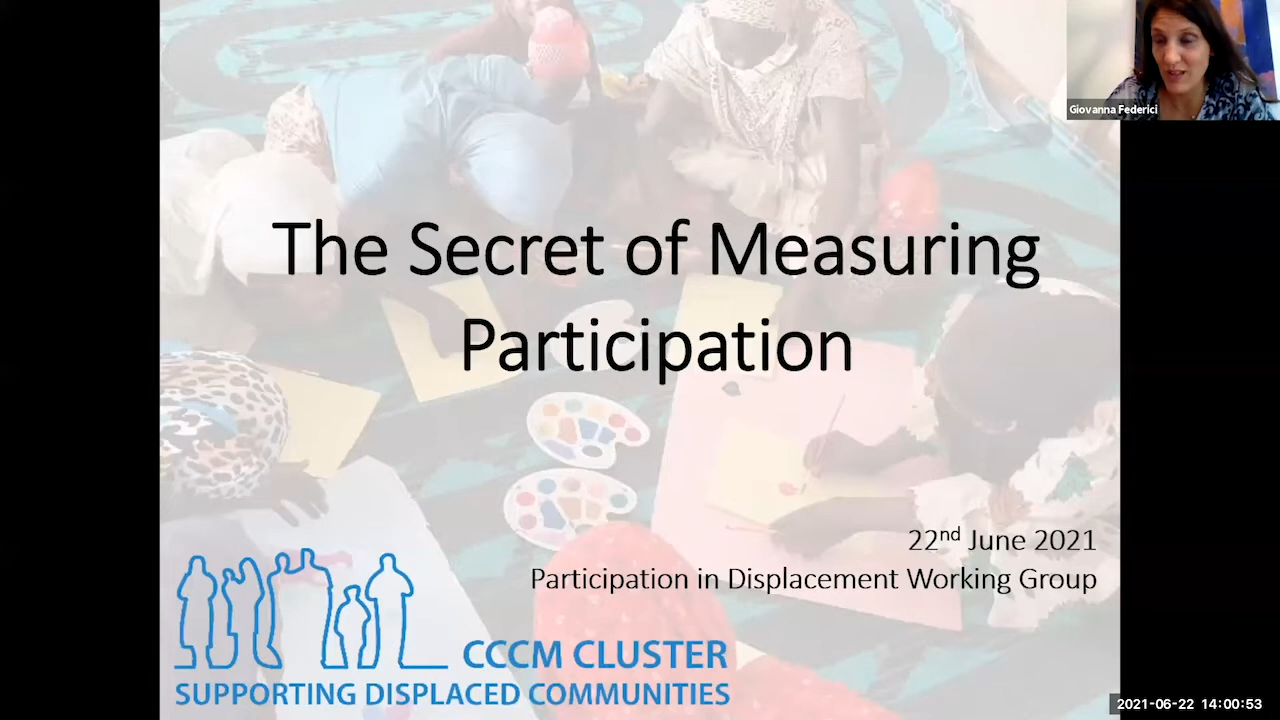 Giovanna Federici
The Secret of Measuring
Participation
22nd June 2021
Participation in Displacement Working Group
CCCM CLUSTER
SUPPORTING DISPLACED COMMUNITIES
2021-06-22 14:00:53